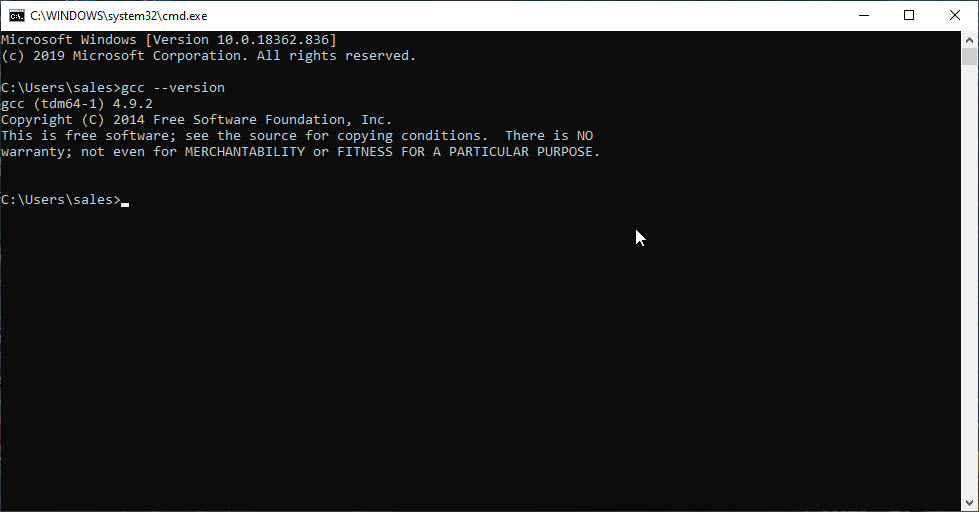 C:\WINDOWS\system32\cmd.exe
Microsoft Windows [Version 10.0.18362.836]
(c) 2019 Microsoft Corporation. All rights reserved.
C:\Users\sales>gcc --version
gcc (tdm64-1) 4.9.2
Copyright (C) 2014 Free Software Foundation, Inc.
This is free software; see the source for copying conditions.  There is NO
warranty; not even for MERCHANTABILITY or FITNESS FOR A PARTICULAR PURPOSE.
C:\Users\sales>